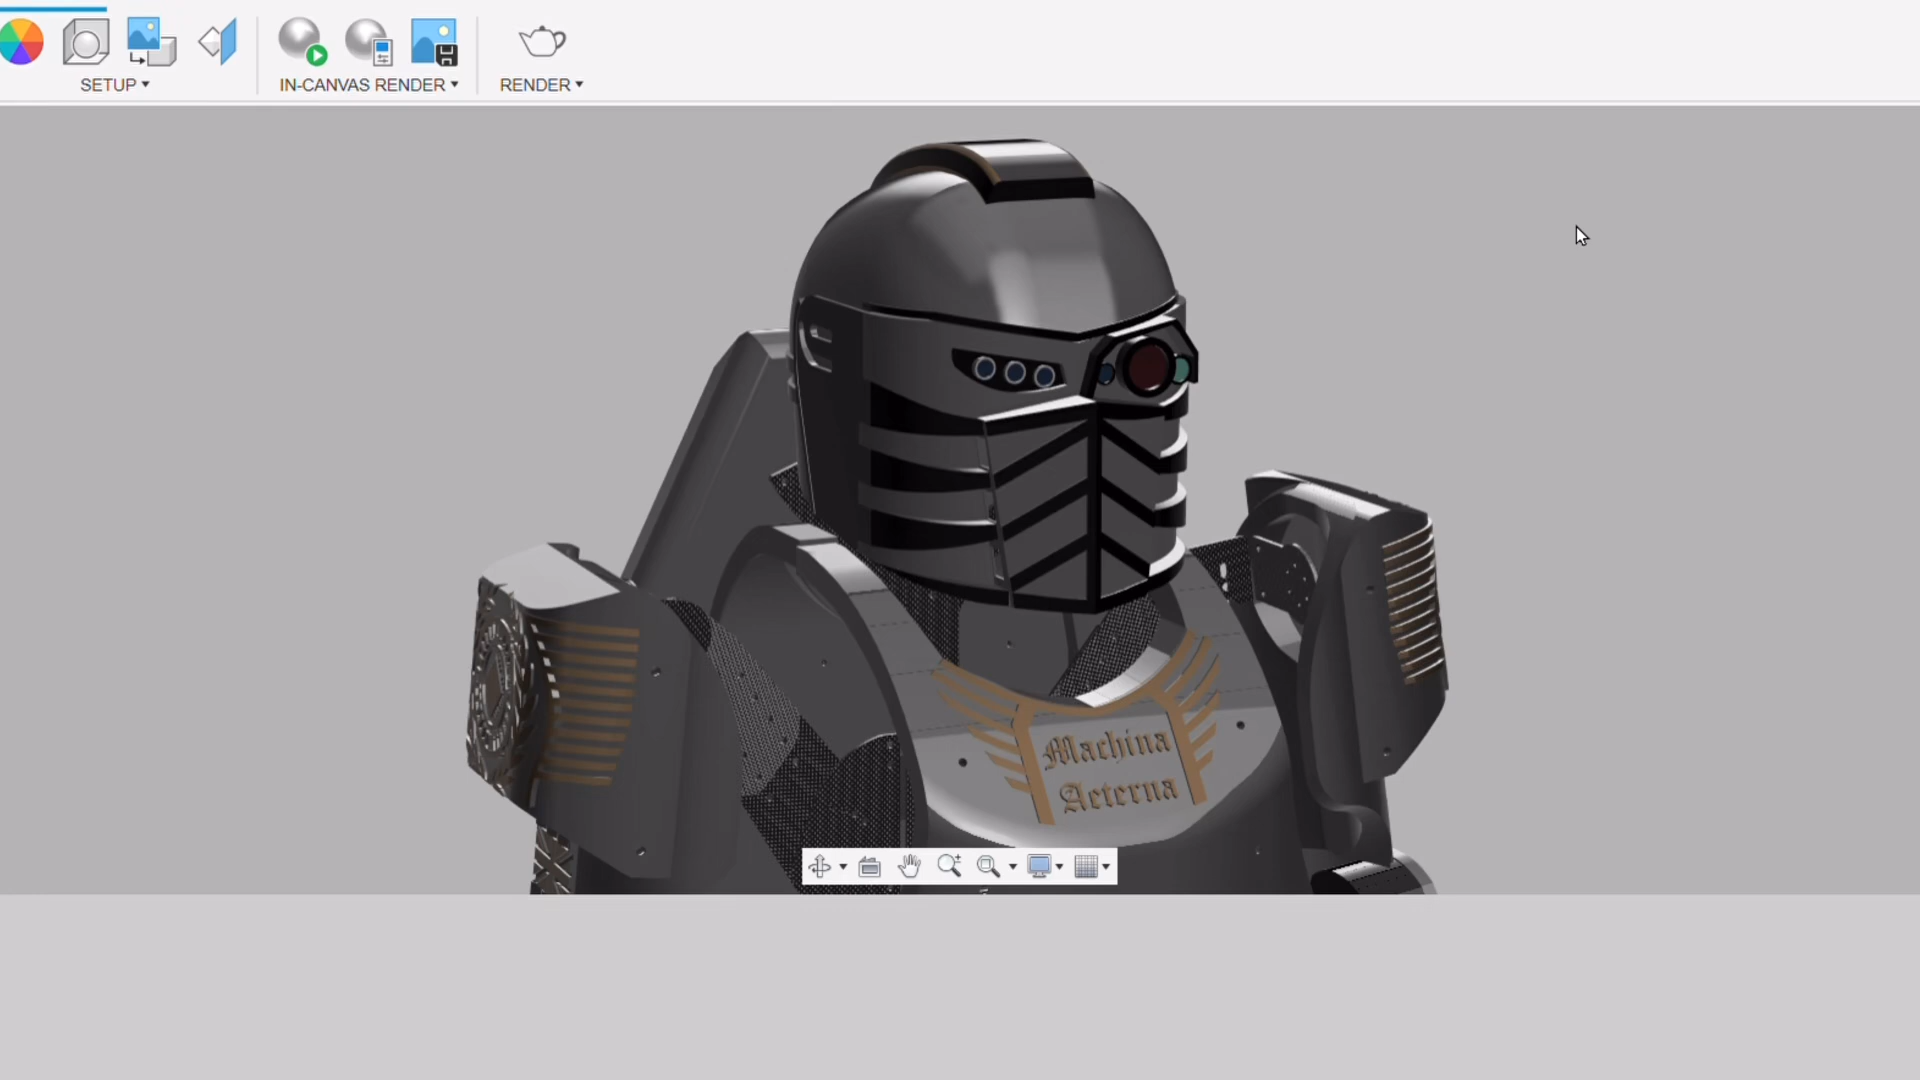 SETUP
IN-CANVAS RENDER
RENDER
Machina
Aeterna